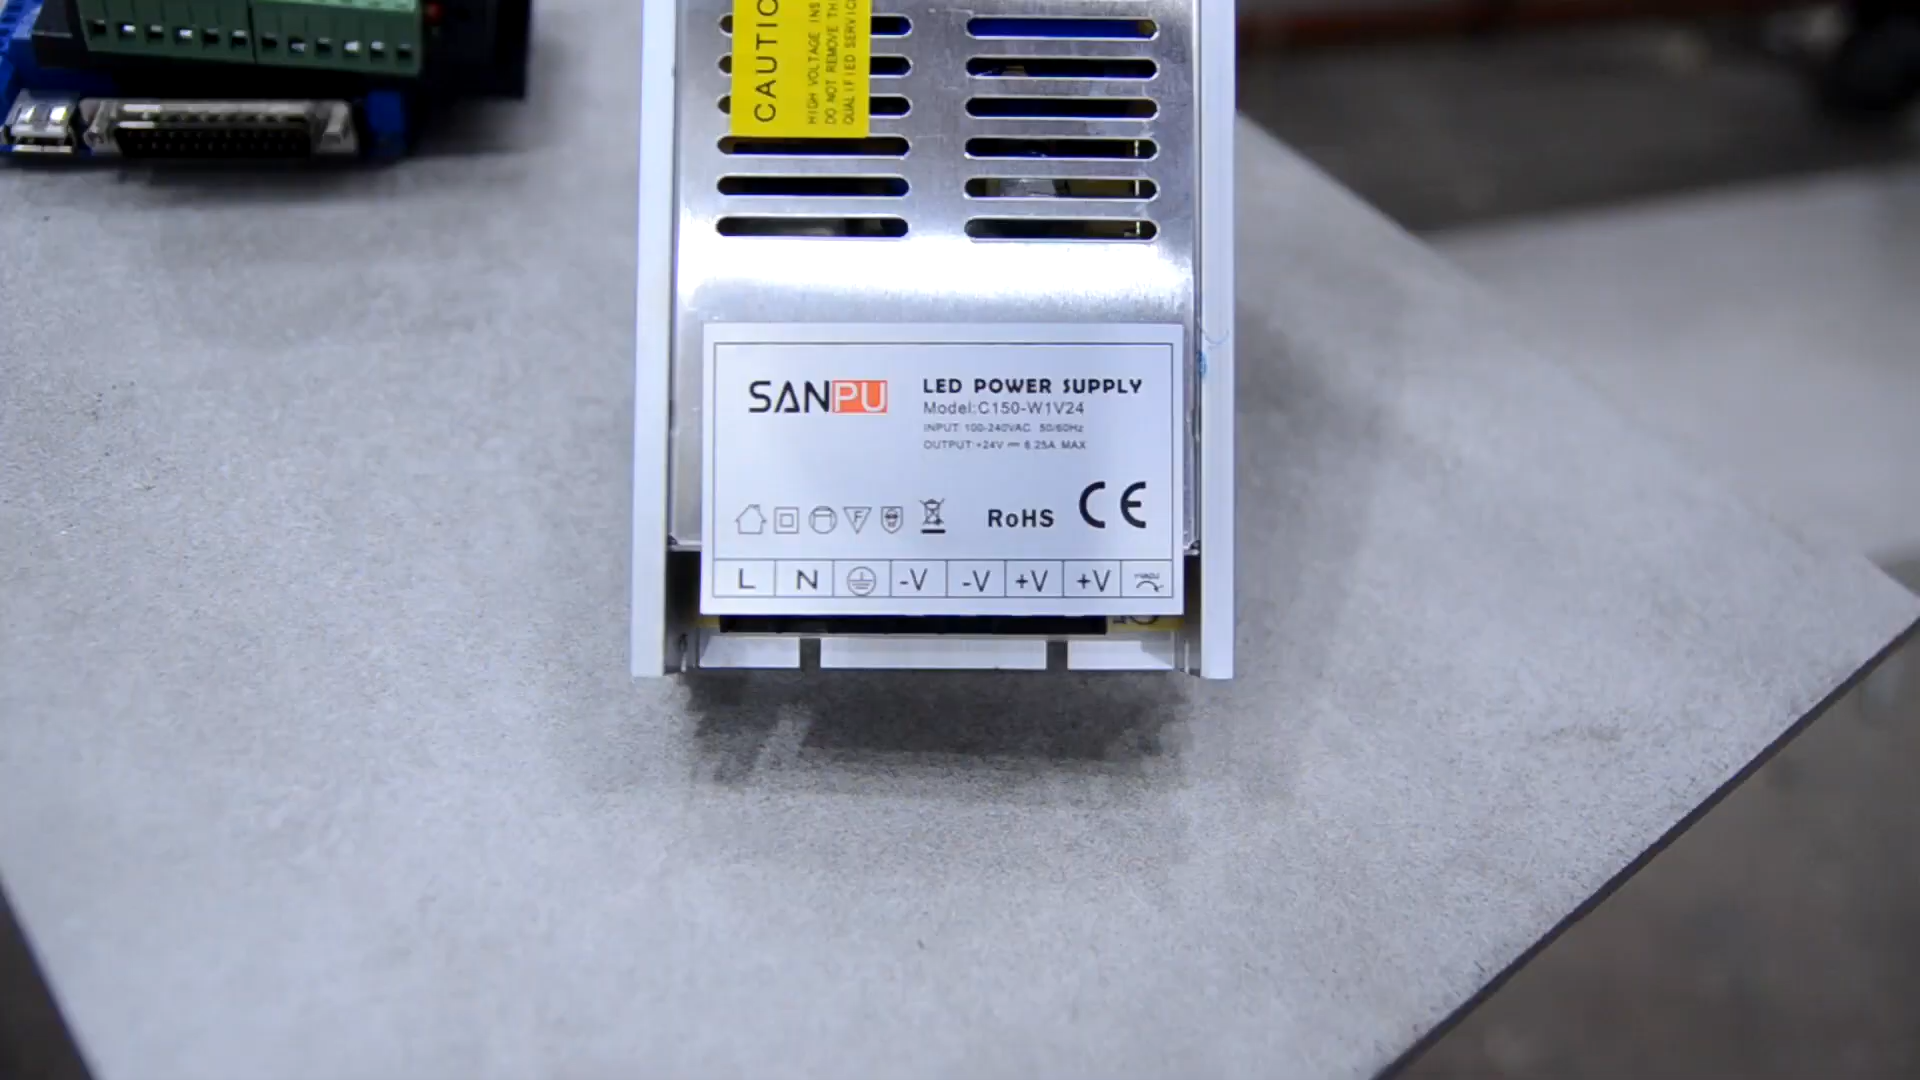 CAUTIO
HIGH VOLTAGE INS
DO NOT REMOVE TH
QUALIFIED SERVIC
SANPU
LED POWER SUPPLY
Model:C150-W1V24
INPUT:100-240VAC 50/60Hz
OUTPUT:+24V ⎓ 6.25A MAX
F
RoHS CE
L N -V -V +V +V